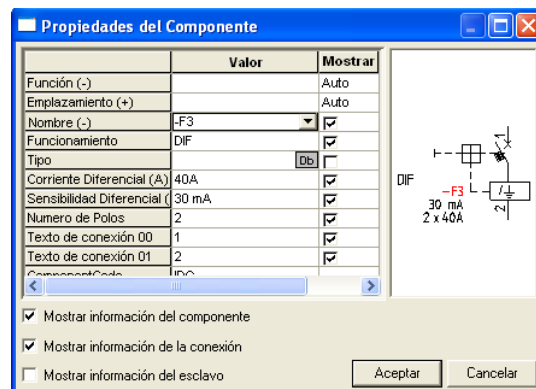 Propiedades del Componente
Valor Mostrar
Función (-) Auto
Emplazamiento (+) Auto
Nombre (-) -F3
Funcionamiento DIF
Tipo Db
Corriente Diferencial (A) 40A
Sensibilidad Diferencial ( 30 mA
Numero de Polos 2
Texto de conexión 00 1
Texto de conexión 01 2
ComponentCode IDC
1
DIF
-F3
30 mA
2 x 40A
2
Mostrar información del componente
Mostrar información de la conexión
Mostrar información del esclavo
Aceptar Cancelar